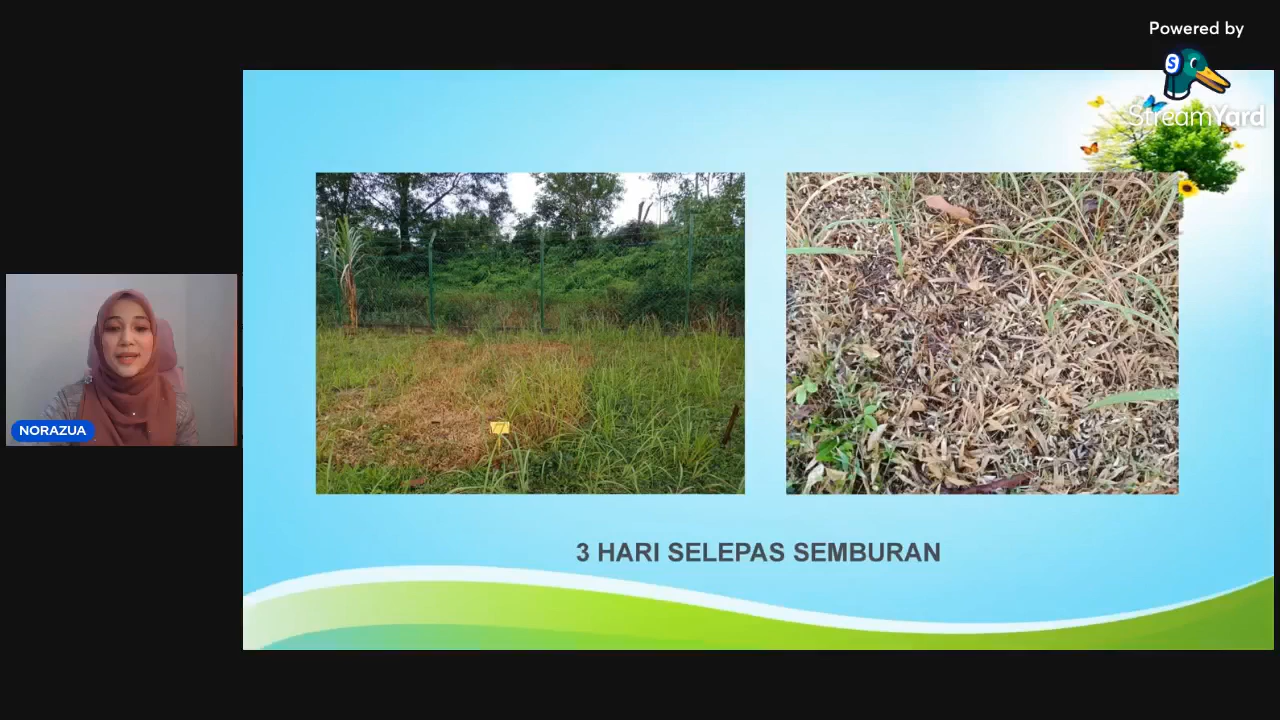 Powered by
S
StreamYard
NORAZUA
3 HARI SELEPAS SEMBURAN